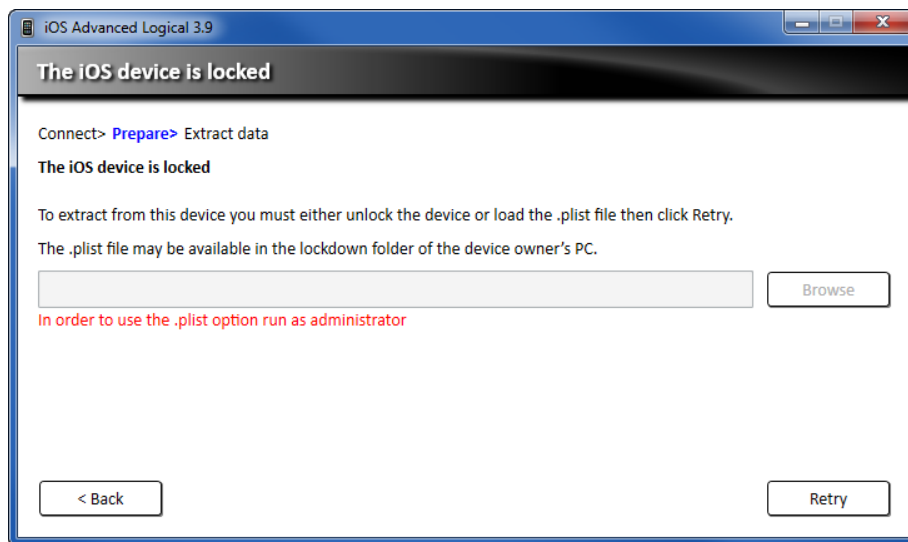 iOS Advanced Logical 3.9
The iOS device is locked
Connect> Prepare> Extract data
The iOS device is locked
To extract from this device you must either unlock the device or load the .plist file then click Retry.
The .plist file may be available in the lockdown folder of the device owner’s PC.
Browse
In order to use the .plist option run as administrator
< Back
Retry